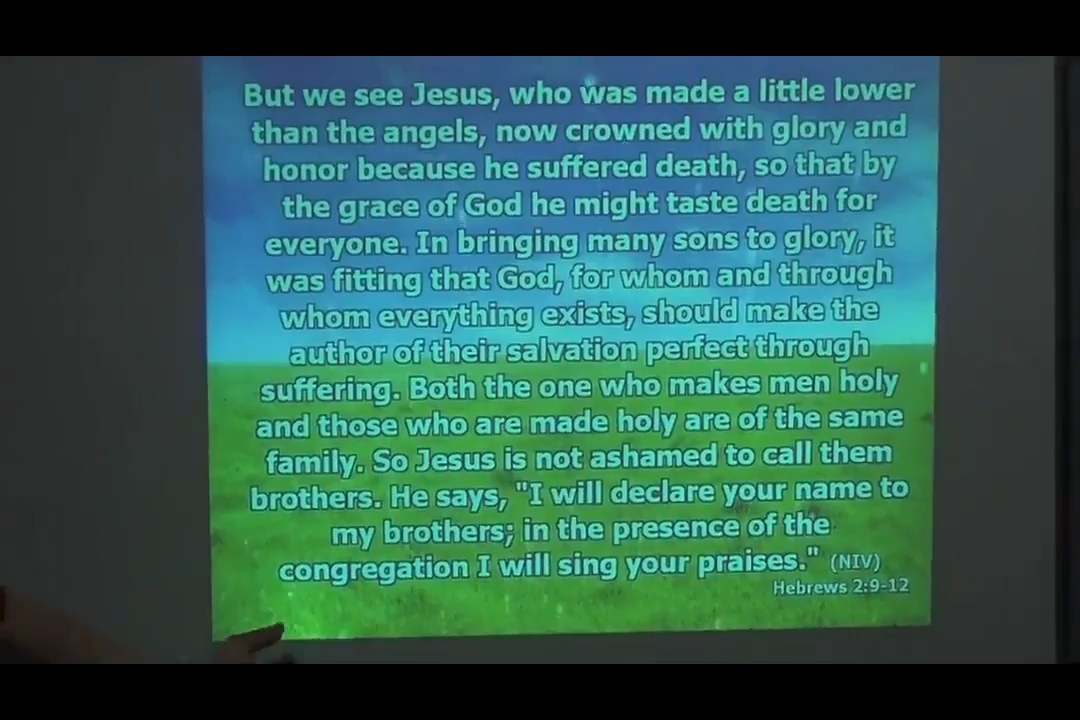 But we see Jesus, who was made a little lower
than the angels, now crowned with glory and
honor because he suffered death, so that by
the grace of God he might taste death for
everyone. In bringing many sons to glory, it
was fitting that God, for whom and through
whom everything exists, should make the
author of their salvation perfect through
suffering. Both the one who makes men holy
and those who are made holy are of the same
family. So Jesus is not ashamed to call them
brothers. He says, "I will declare your name to
my brothers; in the presence of the
congregation I will sing your praises." (NIV)
Hebrews 2:9-12